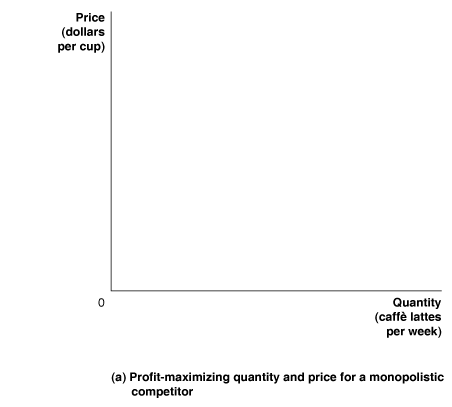 Price
(dollars
per cup)
0
Quantity
(caffè lattes
per week)
(a) Profit-maximizing quantity and price for a monopolistic
competitor